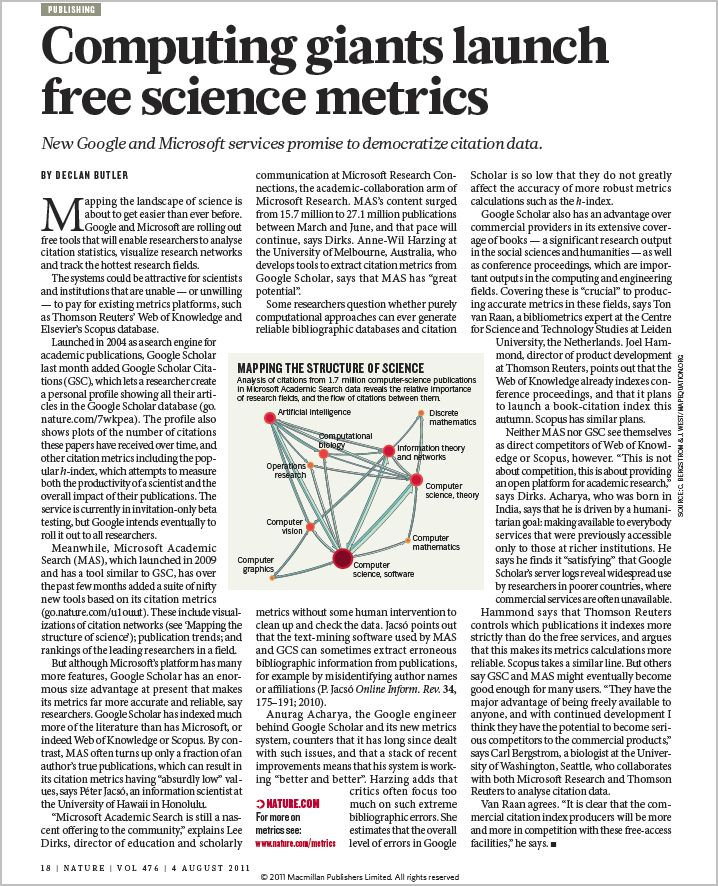 PUBLISHING
Computing giants launch
free science metrics
New Google and Microsoft services promise to democratize citation data.
BY DECLAN BUTLER
Mapping the landscape of science is
about to get easier than ever before.
Google and Microsoft are rolling out
free tools that will enable researchers to analyse
citation statistics, visualize research networks
and track the hottest research fields.
The systems could be attractive for scientists
and institutions that are unable — or unwilling
— to pay for existing metrics platforms, such
as Thomson Reuters' Web of Knowledge and
Elsevier's Scopus database.
Launched in 2004 as a search engine for
academic publications, Google Scholar
last month added Google Scholar Cita-
tions (GSC), which lets a researcher create
a personal profile showing all their arti-
cles in the Google Scholar database (go.
nature.com/7wkpea). The profile also
shows plots of the number of citations
these papers have received over time, and
other citation metrics including the pop-
ular h-index, which attempts to measure
both the productivity of a scientist and the
overall impact of their publications. The
service is currently in invitation-only beta
testing, but Google intends eventually to
roll it out to all researchers.
Meanwhile, Microsoft Academic
Search (MAS), which launched in 2009
and has a tool similar to GSC, has over
the past few months added a suite of nifty
new tools based on its citation metrics
(go.nature.com/u1ouut). These include visual-
izations of citation networks (see 'Mapping the
structure of science'); publication trends; and
rankings of the leading researchers in a field.
But although Microsoft's platform has many
more features, Google Scholar has an enor-
mous size advantage at present that makes
its metrics far more accurate and reliable, say
researchers. Google Scholar has indexed much
more of the literature than has Microsoft, or
indeed Web of Knowledge or Scopus. By con-
trast, MAS often turns up only a fraction of an
author's true publications, which can result in
its citation metrics having “absurdly low” val-
ues, says Péter Jacsó, an information scientist at
the University of Hawaii in Honolulu.
“Microsoft Academic Search is still a nas-
cent offering to the community,” explains Lee
Dirks, director of education and scholarly
communication at Microsoft Research Con-
nections, the academic-collaboration arm of
Microsoft Research. MAS's content surged
from 15.7 million to 27.1 million publications
between March and June, and that pace will
continue, says Dirks. Anne-Wil Harzing at
the University of Melbourne, Australia, who
develops tools to extract citation metrics from
Google Scholar, says that MAS has “great
potential”.
Some researchers question whether purely
computational approaches can ever generate
reliable bibliographic databases and citation
MAPPING THE STRUCTURE OF SCIENCE
Analysis of citations from 1.7 million computer-science publications
in Microsoft Academic Search data reveals the relative importance
of research fields, and the flow of citations between them.
Artificial intelligence
Discrete
mathematics
Computational
biology
Information theory
and networks
Operations
research
Computer
science, theory
Computer
vision
Computer
mathematics
Computer
graphics
Computer
science, software
SOURCE: C. BERGSTROM & J. WEST/MAPEQUATION.ORG
metrics without some human intervention to
clean up and check the data. Jacsó points out
that the text-mining software used by MAS
and GCS can sometimes extract erroneous
bibliographic information from publications,
for example by misidentifying author names
or affiliations (P. Jacsó Online Inform. Rev. 34,
175–191; 2010).
Anurag Acharya, the Google engineer
behind Google Scholar and its new metrics
system, counters that it has long since dealt
with such issues, and that a stack of recent
improvements means that his system is work-
ing “better and better”. Harzing adds that
critics often focus too
much on such extreme
bibliographic errors. She
estimates that the overall
level of errors in Google
NATURE.COM
For more on
metrics see:
www.nature.com/metrics
Scholar is so low that they do not greatly
affect the accuracy of more robust metrics
calculations such as the h-index.
Google Scholar also has an advantage over
commercial providers in its extensive cover-
age of books — a significant research output
in the social sciences and humanities — as well
as conference proceedings, which are impor-
tant outputs in the computing and engineering
fields. Covering these is “crucial” to produc-
ing accurate metrics in these fields, says Ton
van Raan, a bibliometrics expert at the Centre
for Science and Technology Studies at Leiden
University, the Netherlands. Joel Ham-
mond, director of product development
at Thomson Reuters, points out that the
Web of Knowledge already indexes con-
ference proceedings, and that it plans
to launch a book-citation index this
autumn. Scopus has similar plans.
Neither MAS nor GSC see themselves
as direct competitors of Web of Knowl-
edge or Scopus, however. “This is not
about competition, this is about providing
an open platform for academic research,”
says Dirks. Acharya, who was born in
India, says that he is driven by a humani-
tarian goal: making available to everybody
services that were previously accessible
only to those at richer institutions. He
says he finds it “satisfying” that Google
Scholar's server logs reveal widespread use
by researchers in poorer countries, where
commercial services are often unavailable.
Hammond says that Thomson Reuters
controls which publications it indexes more
strictly than do the free services, and argues
that this makes its metrics calculations more
reliable. Scopus takes a similar line. But others
say GSC and MAS might eventually become
good enough for many users. “They have the
major advantage of being freely available to
anyone, and with continued development I
think they have the potential to become seri-
ous competitors to the commercial products,”
says Carl Bergstrom, a biologist at the Univer-
sity of Washington, Seattle, who collaborates
with both Microsoft Research and Thomson
Reuters to analyse citation data.
Van Raan agrees. “It is clear that the com-
mercial citation index producers will be more
and more in competition with these free-access
facilities,” he says. ■
18 | NATURE | VOL 476 | 4 AUGUST 2011
© 2011 Macmillan Publishers Limited. All rights reserved